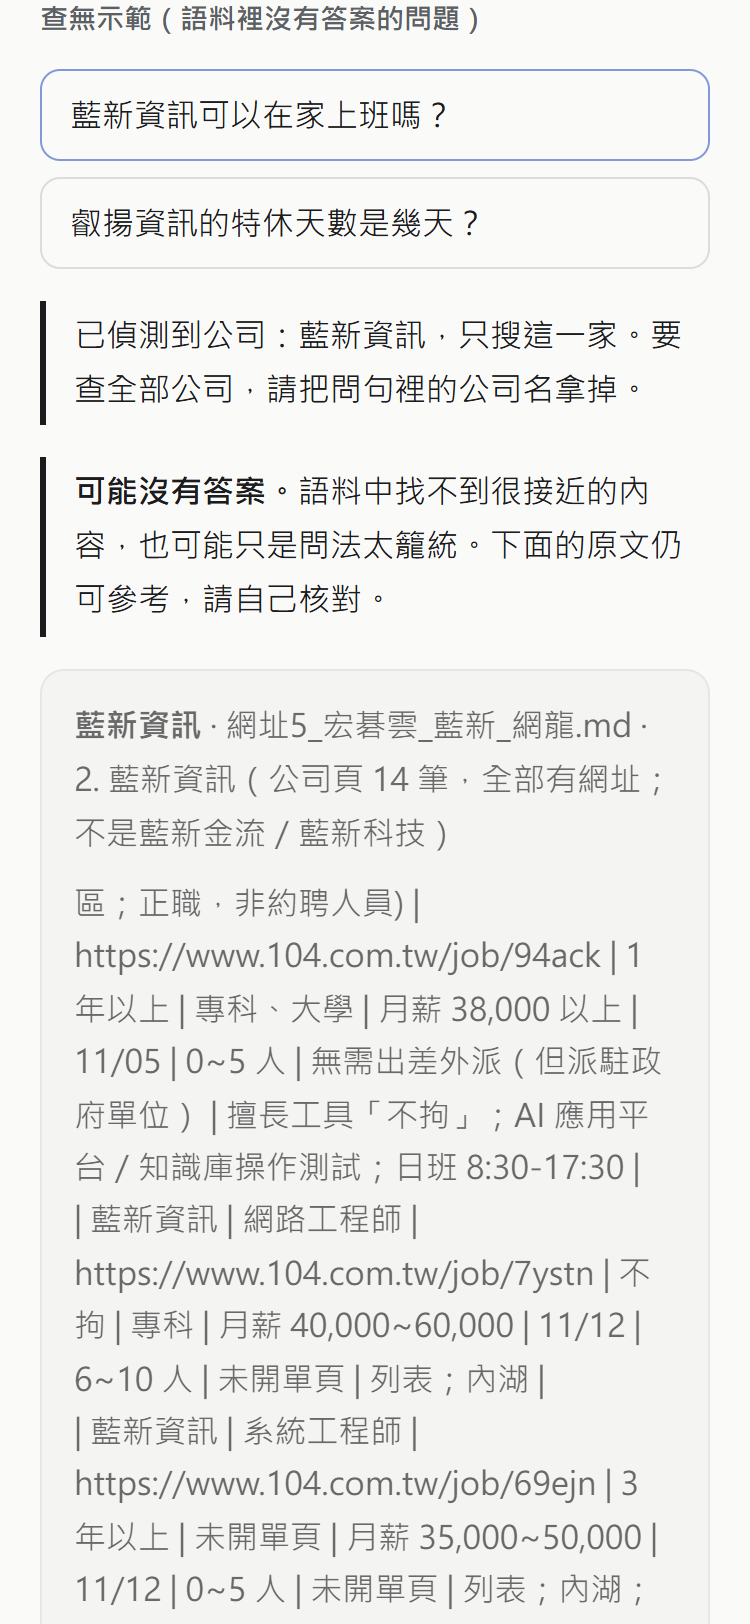 查無示範（語料裡沒有答案的問題）
藍新資訊可以在家上班嗎？
叡揚資訊的特休天數是幾天？
已偵測到公司：藍新資訊，只搜這一家。要
查全部公司，請把問句裡的公司名拿掉。
可能沒有答案。語料中找不到很接近的內
容，也可能只是問法太籠統。下面的原文仍
可參考，請自己核對。
藍新資訊 · 網址5_宏碁雲_藍新_網龍.md ·
2. 藍新資訊（公司頁 14 筆，全部有網址；
不是藍新金流 / 藍新科技）
區；正職，非約聘人員) |
https://www.104.com.tw/job/94ack | 1
年以上 | 專科、大學 | 月薪 38,000 以上 |
11/05 | 0~5 人 | 無需出差外派（但派駐政
府單位） | 擅長工具「不拘」；AI 應用平
台 / 知識庫操作測試；日班 8:30-17:30 |
| 藍新資訊 | 網路工程師 |
https://www.104.com.tw/job/7ystn | 不
拘 | 專科 | 月薪 40,000~60,000 | 11/12 |
6~10 人 | 未開單頁 | 列表；內湖 |
| 藍新資訊 | 系統工程師 |
https://www.104.com.tw/job/69ejn | 3
年以上 | 未開單頁 | 月薪 35,000~50,000 |
11/12 | 0~5 人 | 未開單頁 | 列表；內湖；